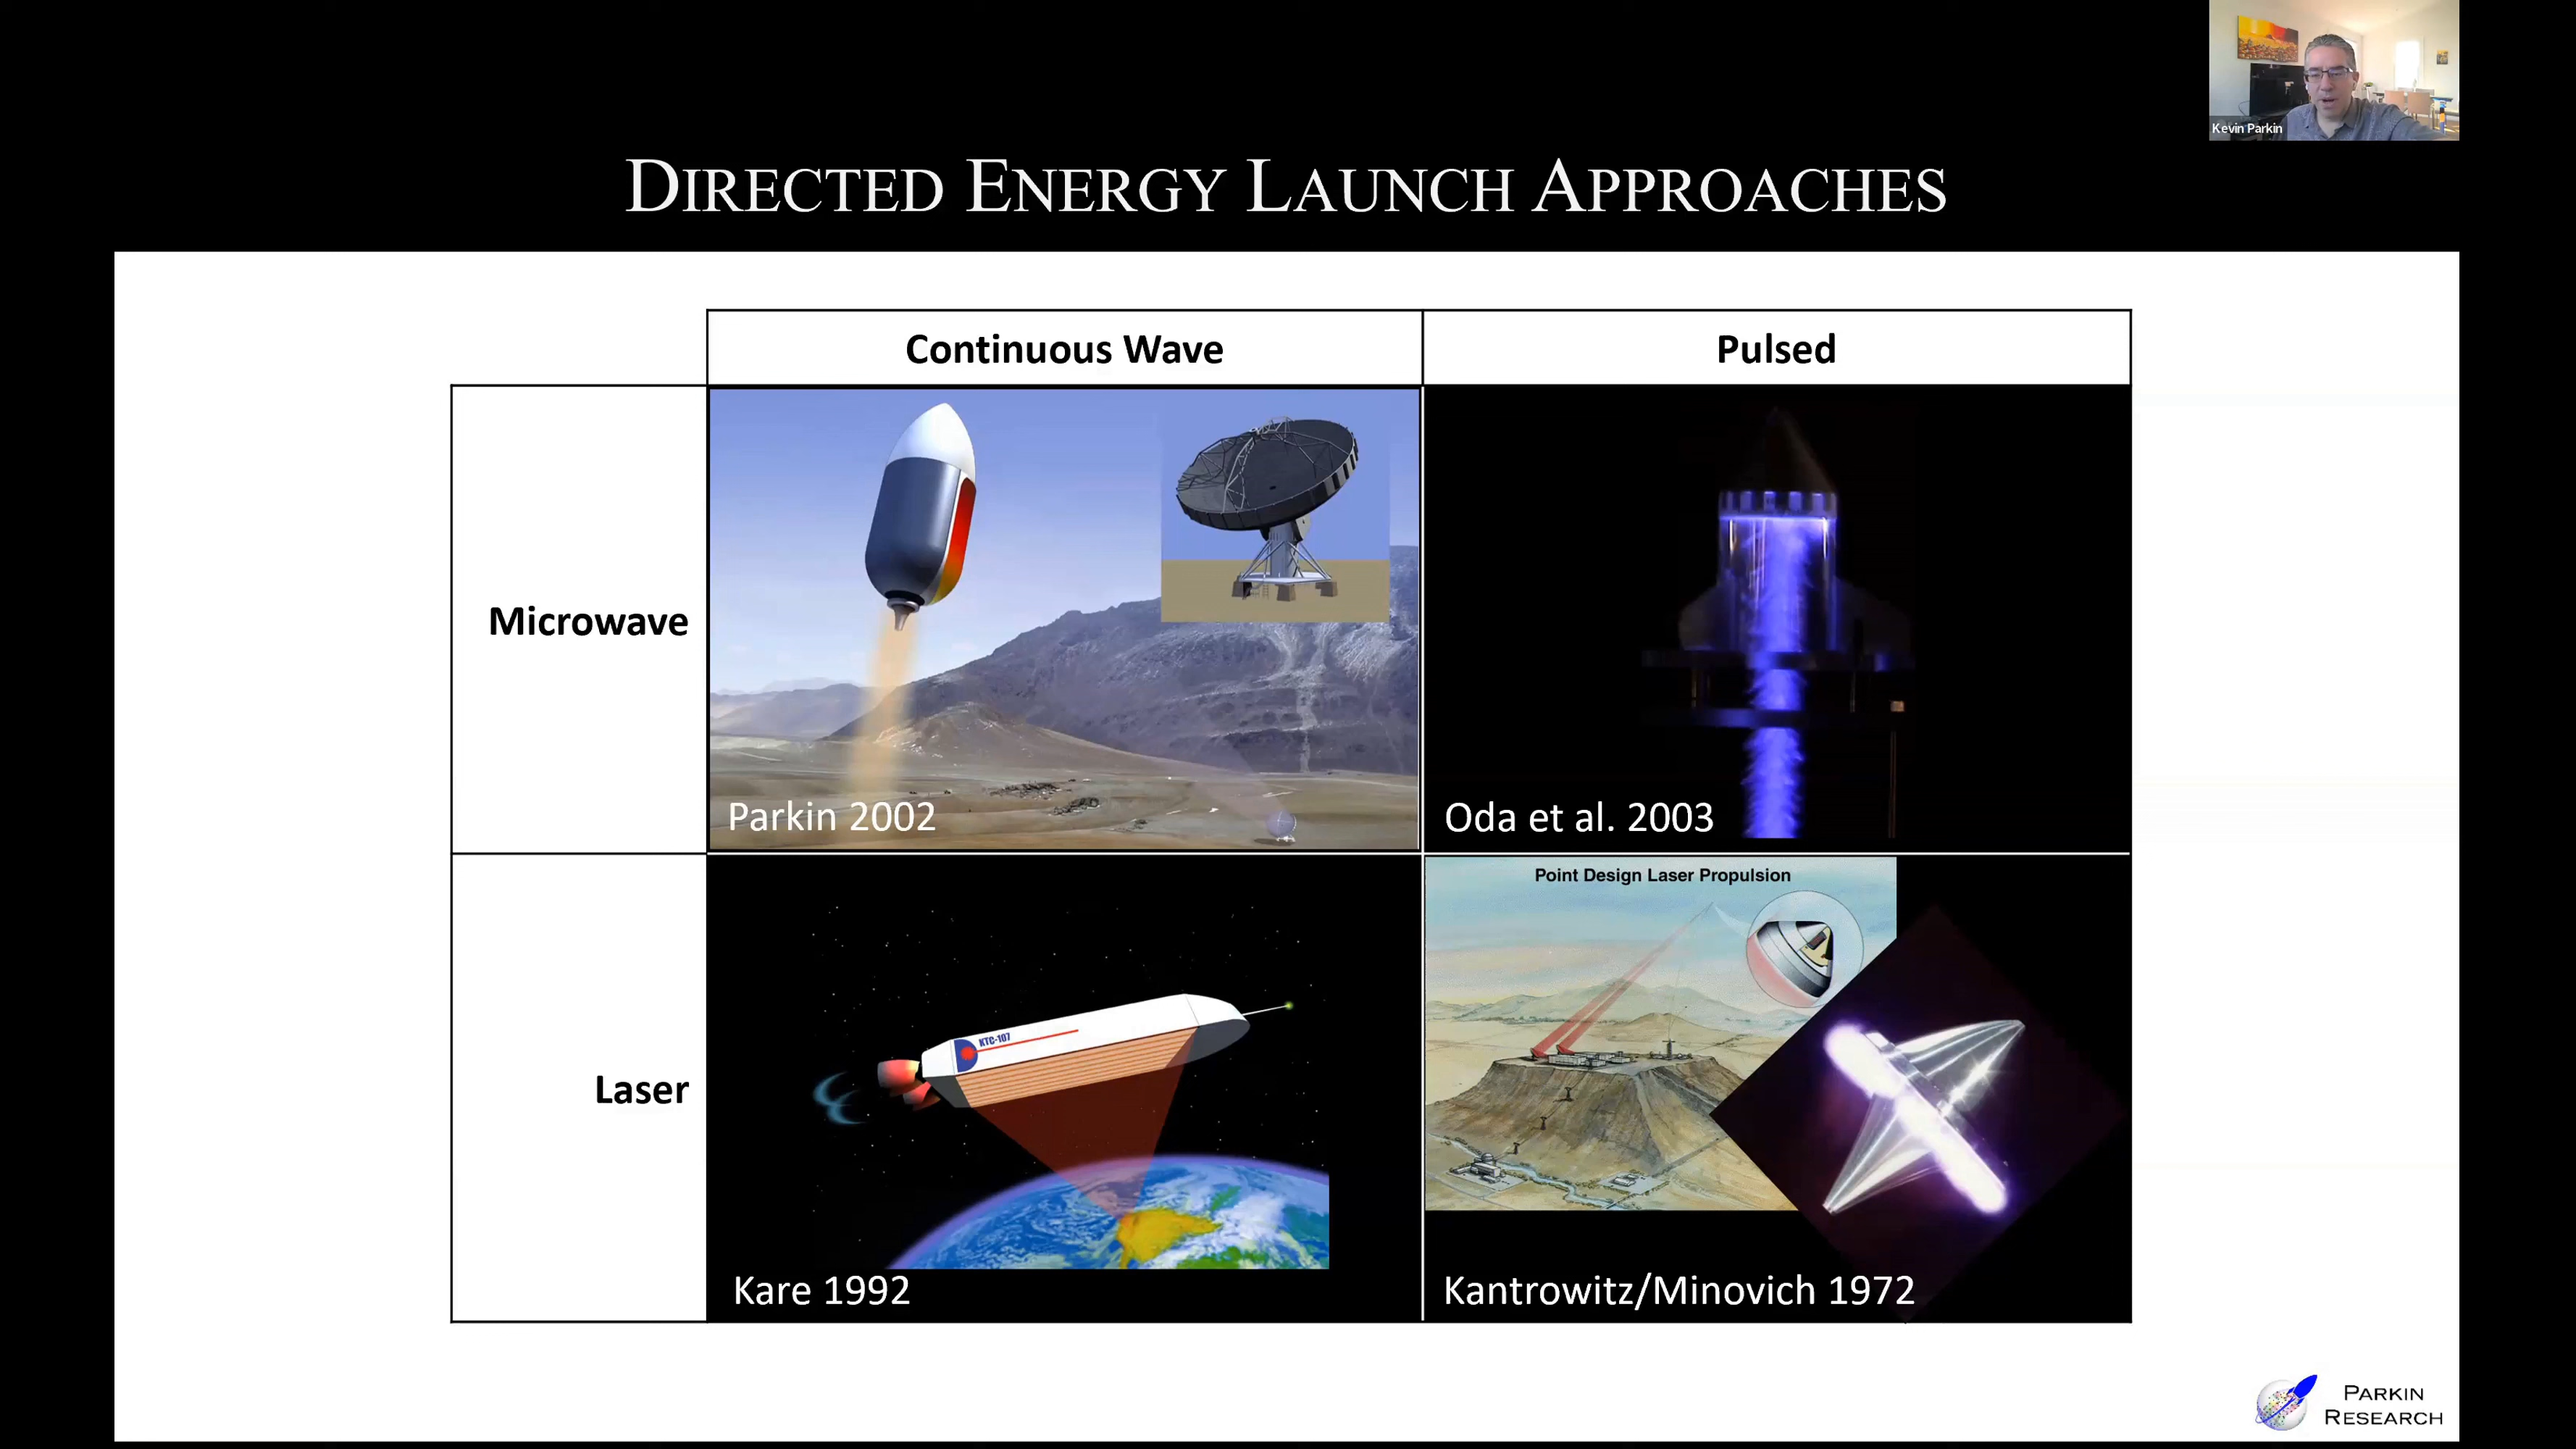 Kevin Parkin
DIRECTED ENERGY LAUNCH APPROACHES
Continuous Wave
Pulsed
Microwave
Parkin 2002
Oda et al. 2003
Laser
KTC-107
Kare 1992
Point Design Laser Propulsion
Kantrowitz/Minovich 1972
PARKIN
RESEARCH